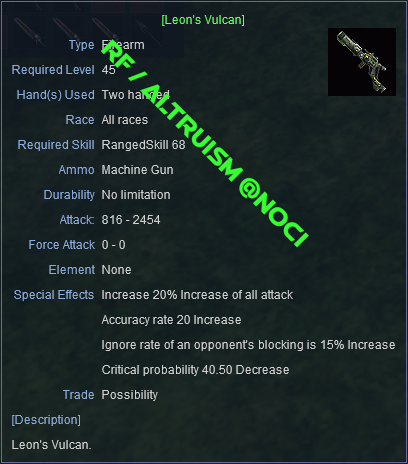 [Leon's Vulcan]
Type Firearm
Required Level 45
Hand(s) Used Two handed
Race All races
Required Skill RangedSkill 68
Ammo Machine Gun
Durability No limitation
Attack: 816 - 2454
Force Attack 0 - 0
Element None
Special Effects Increase 20% Increase of all attack
Accuracy rate 20 Increase
Ignore rate of an opponent's blocking is 15% Increase
Critical probability 40.50 Decrease
Trade Possibility
[Description]
Leon's Vulcan.
RF / ALTRUISM @NOCI